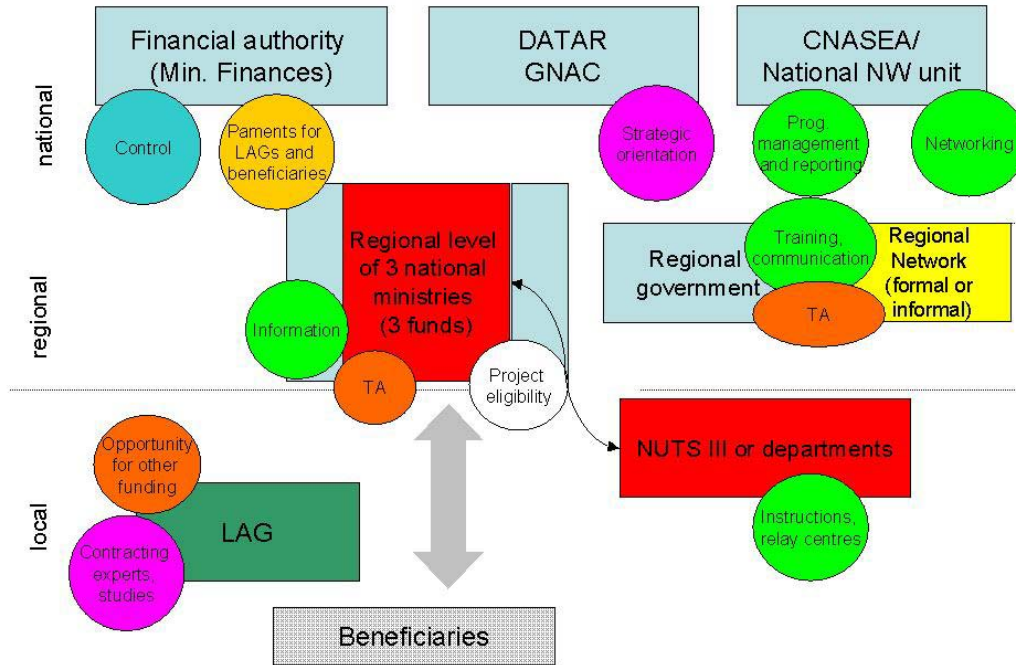 national
Financial authority
(Min. Finances)
DATAR
GNAC
CNASEA/
National NW unit
Control
Paments for
LAGs and
beneficiaries
Strategic
orientation
Prog.
management
and reporting
Networking
regional
Regional level
of 3 national
ministries
(3 funds)
Information
TA
Project
eligibility
Regional
government
Training,
communication
TA
Regional
Network
(formal or
informal)
local
Opportunity
for other
funding
LAG
Contracting
experts,
studies
NUTS III or departments
Instructions,
relay centres
Beneficiaries